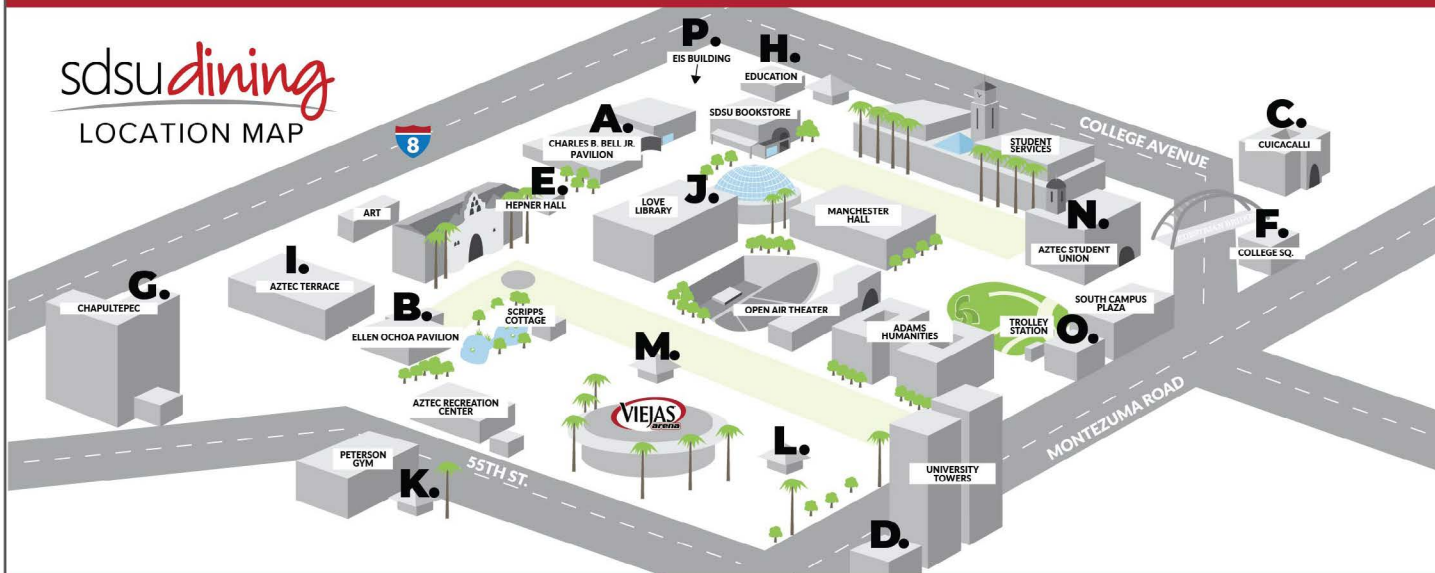 sdsudining
LOCATION MAP
8
P.
EIS BUILDING
H.
EDUCATION
SDSU BOOKSTORE
A.
CHARLES B. BELL JR.
PAVILION
COLLEGE AVENUE
C.
CUICACALLI
STUDENT
SERVICES
E.
HEPNER HALL
ART
J.
LOVE
LIBRARY
MANCHESTER
HALL
N.
AZTEC STUDENT
UNION
F.
COLLEGE SQ.
G.
CHAPULTEPEC
I.
AZTEC TERRACE
B.
ELLEN OCHOA PAVILION
SCRIPPS
COTTAGE
OPEN AIR THEATER
ADAMS
HUMANITIES
TROLLEY
STATION
O.
SOUTH CAMPUS
PLAZA
M.
VIEJAS
arena
AZTEC RECREATION
CENTER
PETERSON
GYM
K.
55TH ST.
L.
UNIVERSITY
TOWERS
MONTEZUMA ROAD
D.